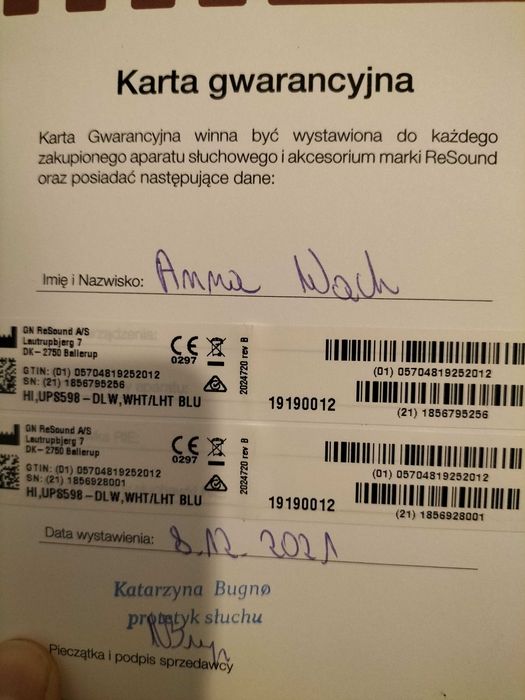 Karta gwarancyjna
Karta Gwarancyjna winna być wystawiona do każdego
zakupionego aparatu słuchowego i akcesorium marki ReSound
oraz posiadać następujące dane:
Imię i Nazwisko: Anna Wach
GN ReSound A/S
Lautrupbjerg 7
DK-2750 Ballerup
GTIN: (01) 05704819252012
SN: (21) 1856795256
HI,UPS598-DLW,WHT/LHT BLU
CE
0297
2024720 rev B
19190012
(01) 05704819252012
(21) 1856795256
GN ReSound A/S
Lautrupbjerg 7
DK-2750 Ballerup
GTIN: (01) 05704819252012
SN: (21) 1856928001
HI,UPS598-DLW,WHT/LHT BLU
CE
0297
2024720 rev B
19190012
(01) 05704819252012
(21) 1856928001
Data wystawienia: 8.12.2021
Katarzyna Bugno
protetyk słuchu
Pieczątka i podpis sprzedawcy